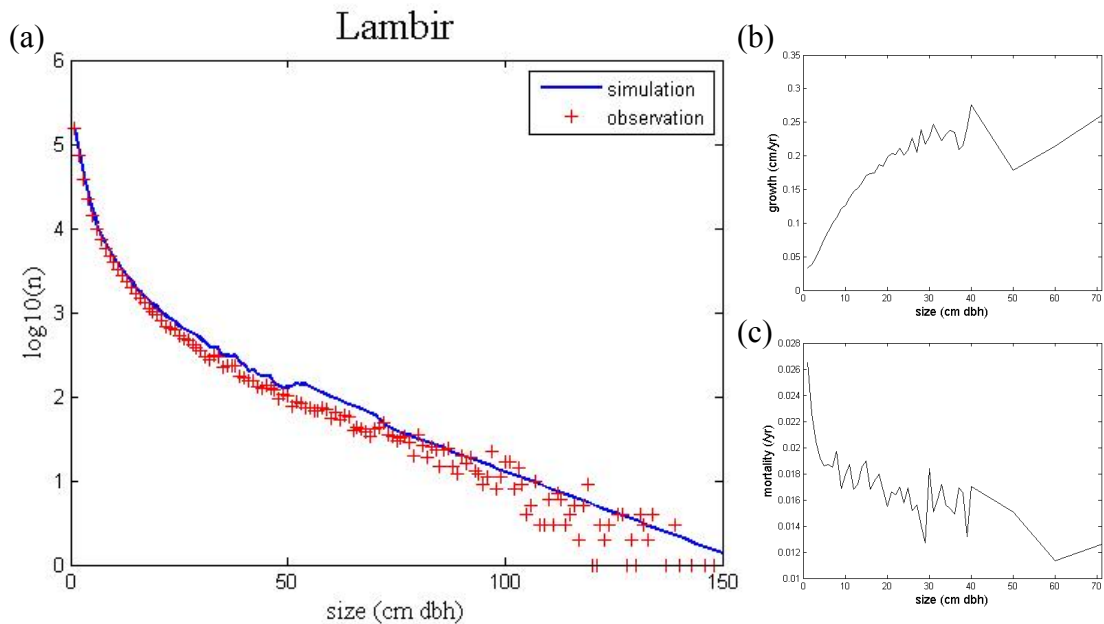 (a)
Lambir
simulation
observation
log10(n)
6
5
4
3
2
1
0
0 50 100 150
size (cm dbh)
(b)
growth (cm/yr)
0.35
0.3
0.25
0.2
0.15
0.1
0.05
0
0 10 20 30 40 50 60 70
size (cm dbh)
(c)
mortality (/yr)
0.028
0.026
0.024
0.022
0.02
0.018
0.016
0.014
0.012
0.01
0 10 20 30 40 50 60 70
size (cm dbh)